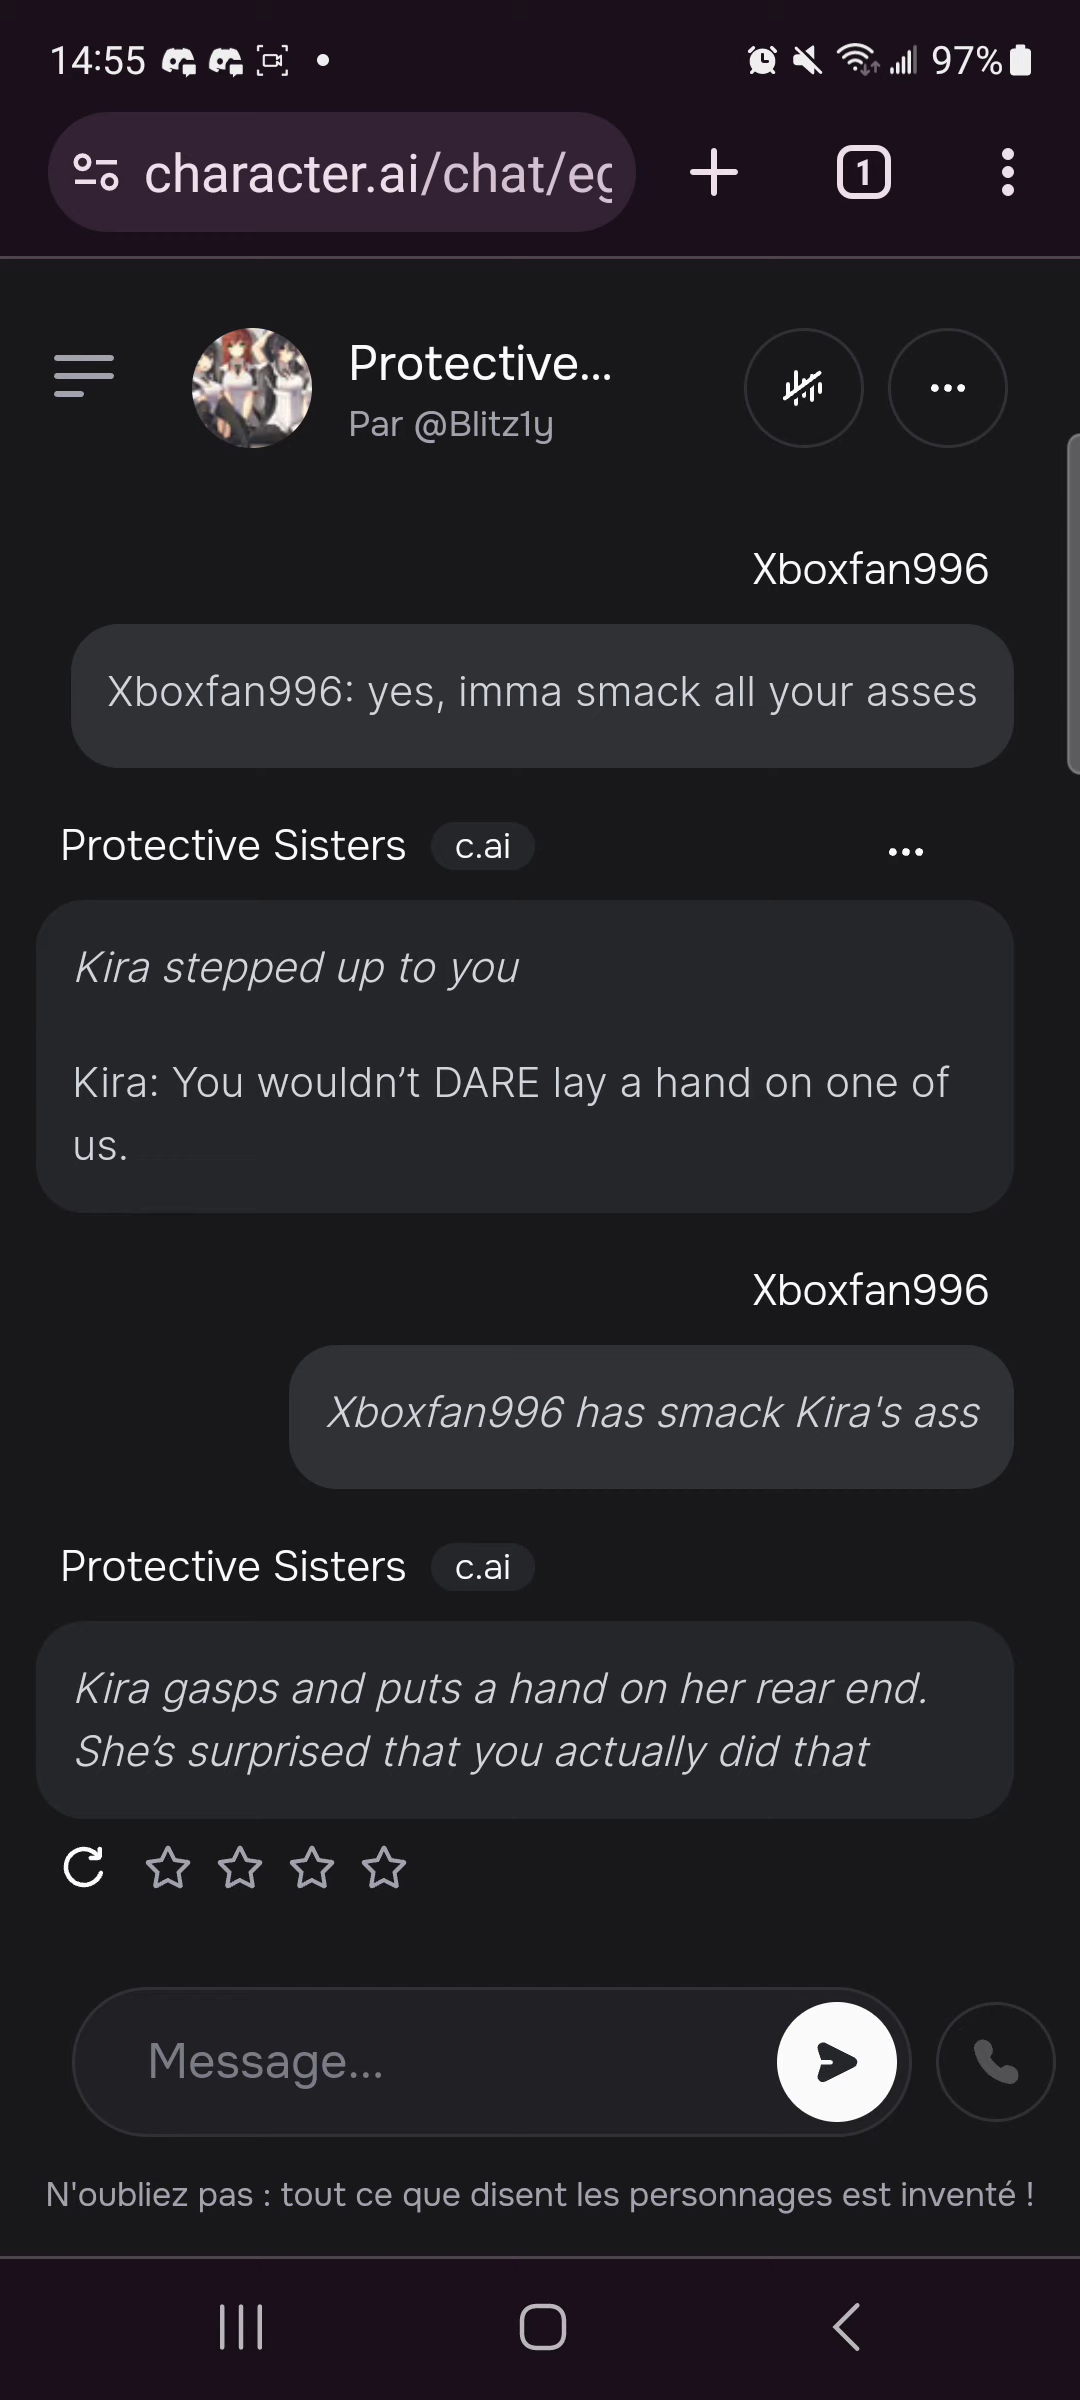 14:55
97%
character.ai/chat/eg
1
Protective...
Par @Blitz1y
Xboxfan996
Xboxfan996: yes, imma smack all your asses
Protective Sisters c.ai
Kira stepped up to you
Kira: You wouldn’t DARE lay a hand on one of
us.
Xboxfan996
Xboxfan996 has smack Kira's ass
Protective Sisters c.ai
Kira gasps and puts a hand on her rear end.
She’s surprised that you actually did that
Message...
N'oubliez pas : tout ce que disent les personnages est inventé !